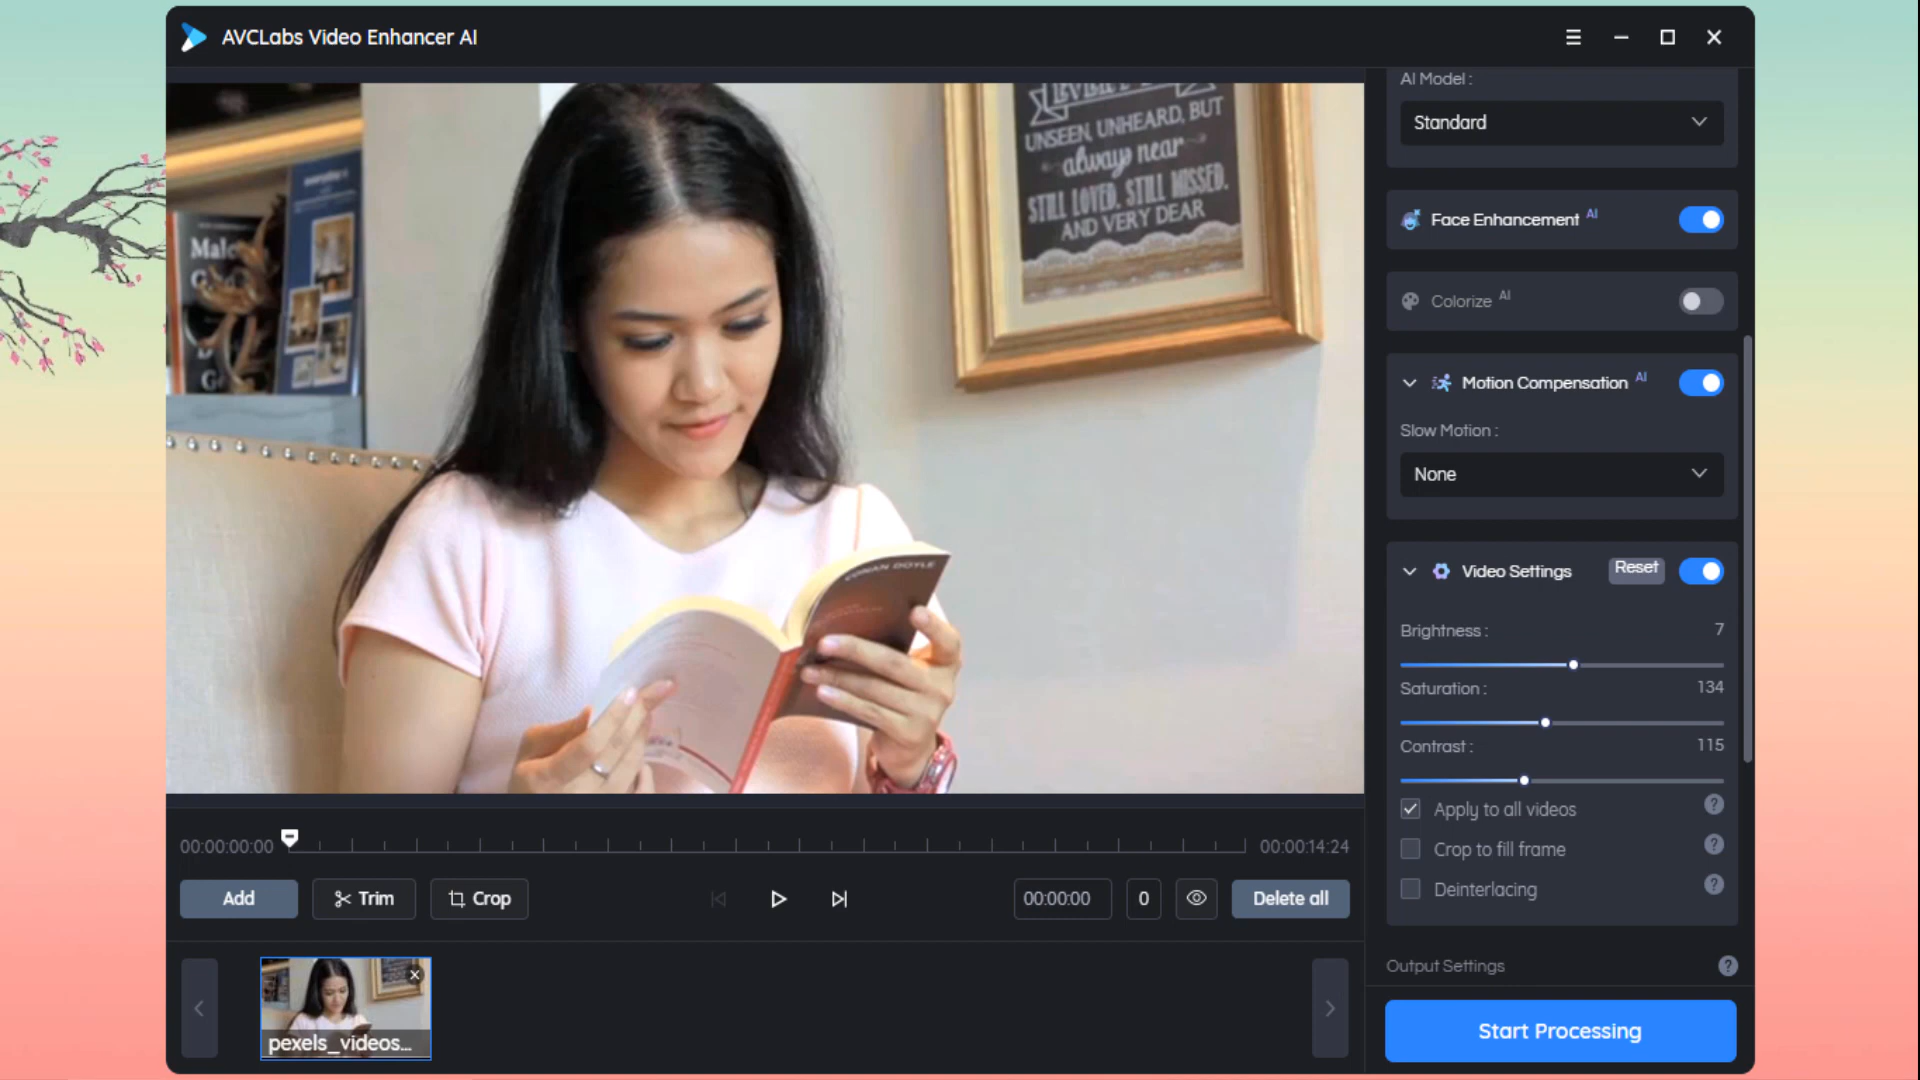 AVCLabs Video Enhancer AI
UNSEEN, UNHEARD, BUT
always near
STILL LOVED, STILL MISSED,
AND VERY DEAR
CONAN DOYLE
AI Model :
Standard
Face Enhancement AI
Colorize AI
Motion Compensation AI
Slow Motion :
None
Video Settings Reset
Brightness : 7
Saturation : 134
Contrast : 115
Apply to all videos
Crop to fill frame
Deinterlacing
Output Settings
Start Processing
00:00:00:00 00:00:14:24
Add Trim Crop 00:00:00 0 Delete all
pexels_videos...